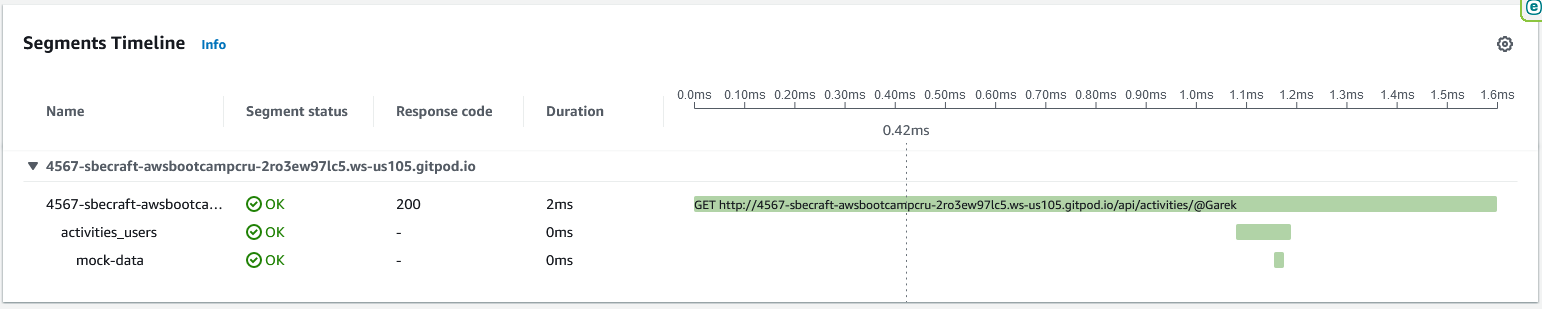 e
Segments Timeline Info
0.0ms 0.10ms 0.20ms 0.30ms 0.40ms 0.50ms 0.60ms 0.70ms 0.80ms 0.90ms 1.0ms 1.1ms 1.2ms 1.3ms 1.4ms 1.5ms 1.6ms
Name Segment status Response code Duration
0.42ms
4567-sbecraft-awsbootcampcru-2ro3ew97lc5.ws-us105.gitpod.io
4567-sbecraft-awsbootca... OK 200 2ms GET http://4567-sbecraft-awsbootcampcru-2ro3ew97lc5.ws-us105.gitpod.io/api/activities/@Garek
activities_users OK - 0ms
mock-data OK - 0ms